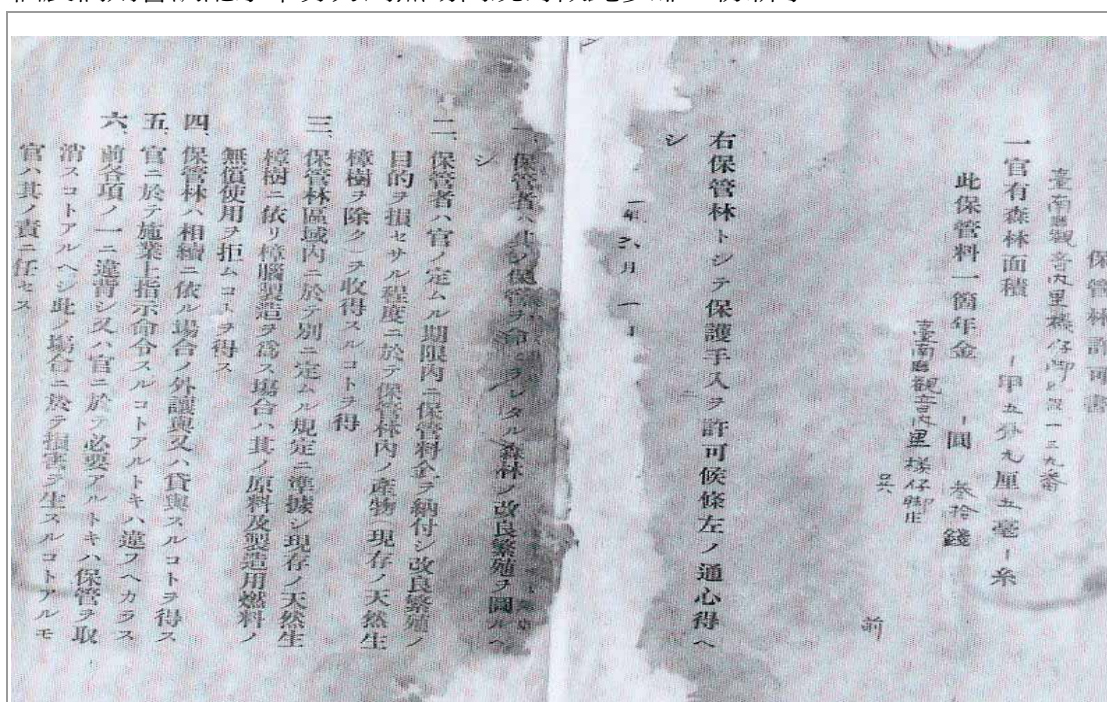 保管林許可書
臺南廳觀音內里
番
一官有森林面積 一甲五分九厘五毫一糸
此保管料一箇年金 一圓 参拾錢
臺南廳觀音內里
前
右保管林トシテ保護手入ヲ許可候條左ノ通心得ヘ
シ
年 六 月 一
一、保管者ハ其ノ保管ヲ命セラレタル森林ノ改良繁殖ヲ圖ルヘ
シ
二、保管者ハ官ノ定ムル期限内ニ保管料金ヲ納付シ改良繁殖ノ
目的ヲ損セサル程度ニ於テ保管林内ノ產物（現存ノ天然生
樟樹ヲ除ク）ヲ收得スルコトヲ得
三、保管林區域內ニ於テ別ニ定ムル規定ニ準據シ現存ノ天然生
樟樹ニ依リ樟腦製造ヲ爲ス場合ハ其ノ原料及製造用燃料ノ
無償使用ヲ拒ムコトヲ得ス
四、保管林ハ相續ニ依ル場合ノ外讓與又ハ貸與スルコトヲ得ス
五、官ニ於テ施業上指示命令スルコトアルトキハ違フヘカラス
六、前各項ノ一ニ違背シ又ハ官ニ於テ必要アルトキハ保管ヲ取
消スコトアルヘシ此ノ場合ニ於テ損害ヲ生スルコトアルモ
官ハ其ノ責ニ任セス